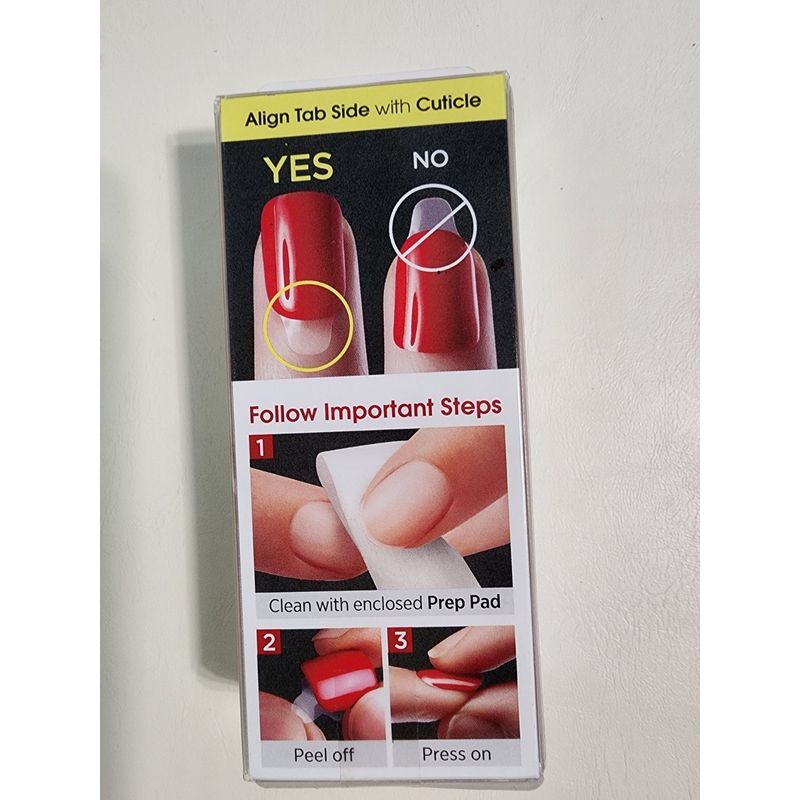 Align Tab Side with Cuticle
YES
NO
Follow Important Steps
1
Clean with enclosed Prep Pad
2
3
Peel off
Press on